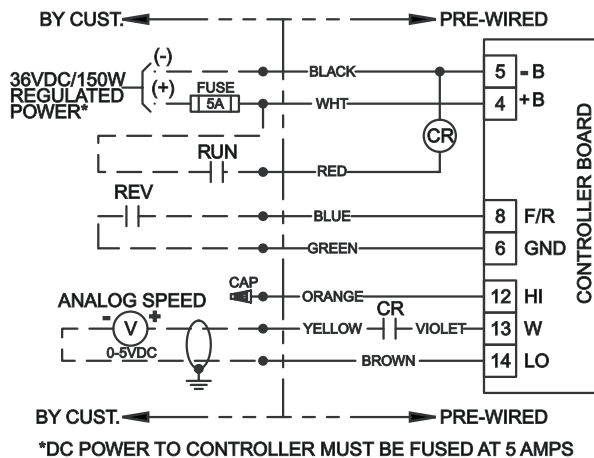 BY CUST. PRE-WIRED
(-) BLACK 5 -B
36VDC/150W
REGULATED
POWER*
(+) FUSE
5A WHT 4 +B
CR
RUN RED
REV
BLUE 8 F/R
GREEN 6 GND
CONTROLLER BOARD
CAP ORANGE 12 HI
ANALOG SPEED
- V + YELLOW CR VIOLET 13 W
0-5VDC
BROWN 14 LO
BY CUST. PRE-WIRED
*DC POWER TO CONTROLLER MUST BE FUSED AT 5 AMPS